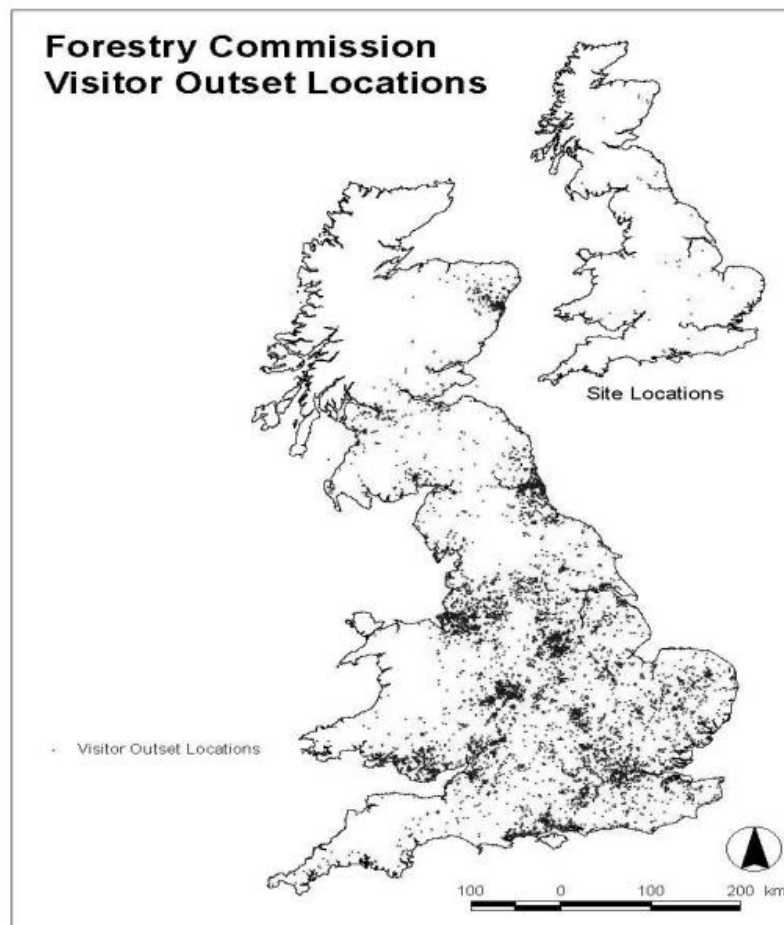 Forestry Commission
Visitor Outset Locations
Site Locations
Visitor Outset Locations
100 0 100 200 km